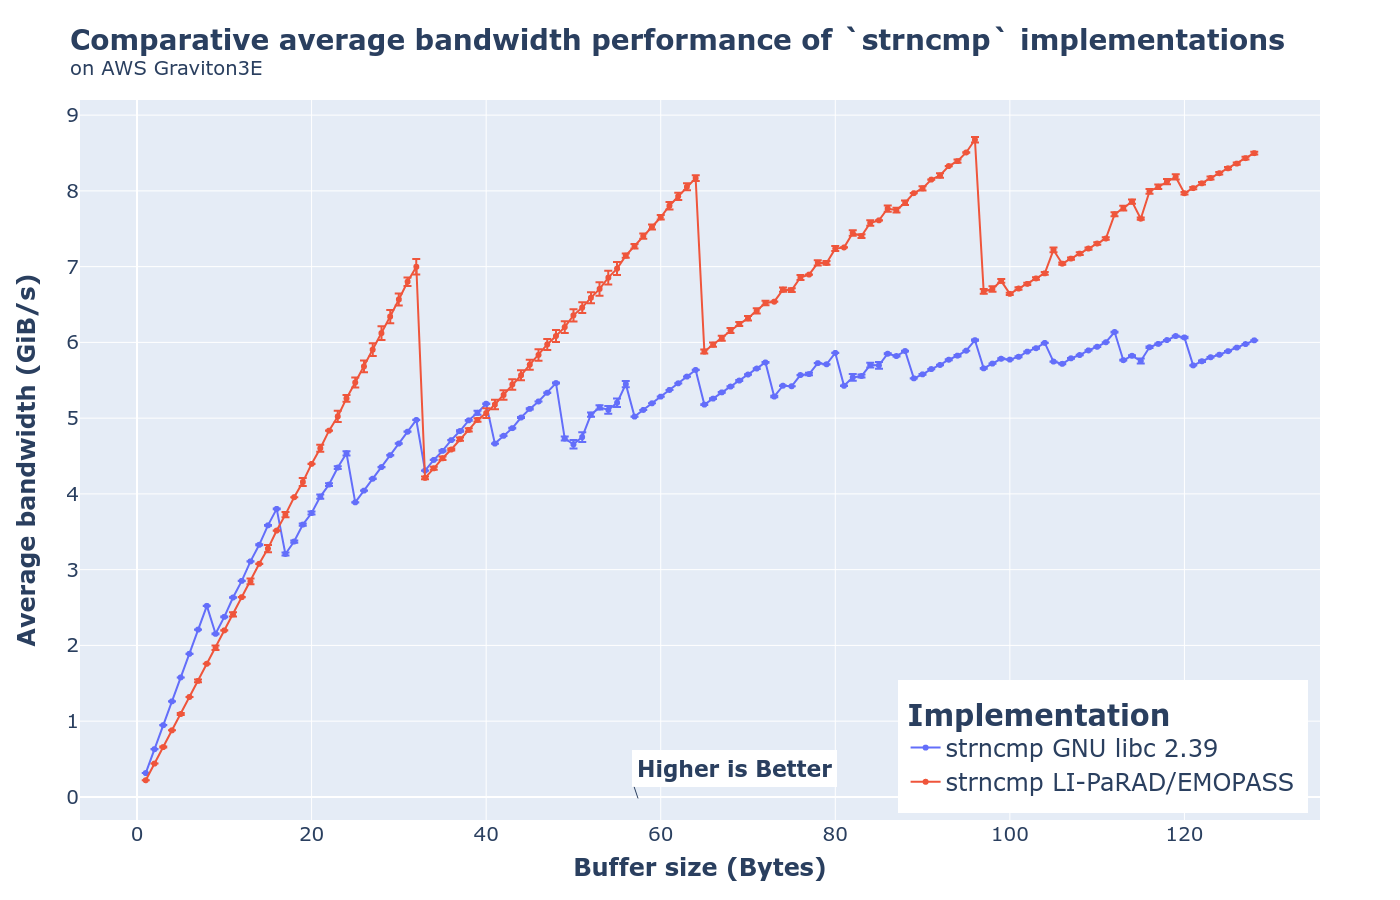 Comparative average bandwidth performance of `strncmp` implementations
on AWS Graviton3E
Average bandwidth (GiB/s)
9
8
7
6
5
4
3
2
1
0
Higher is Better
Implementation
strncmp GNU libc 2.39
strncmp LI-PaRAD/EMOPASS
0 20 40 60 80 100 120
Buffer size (Bytes)